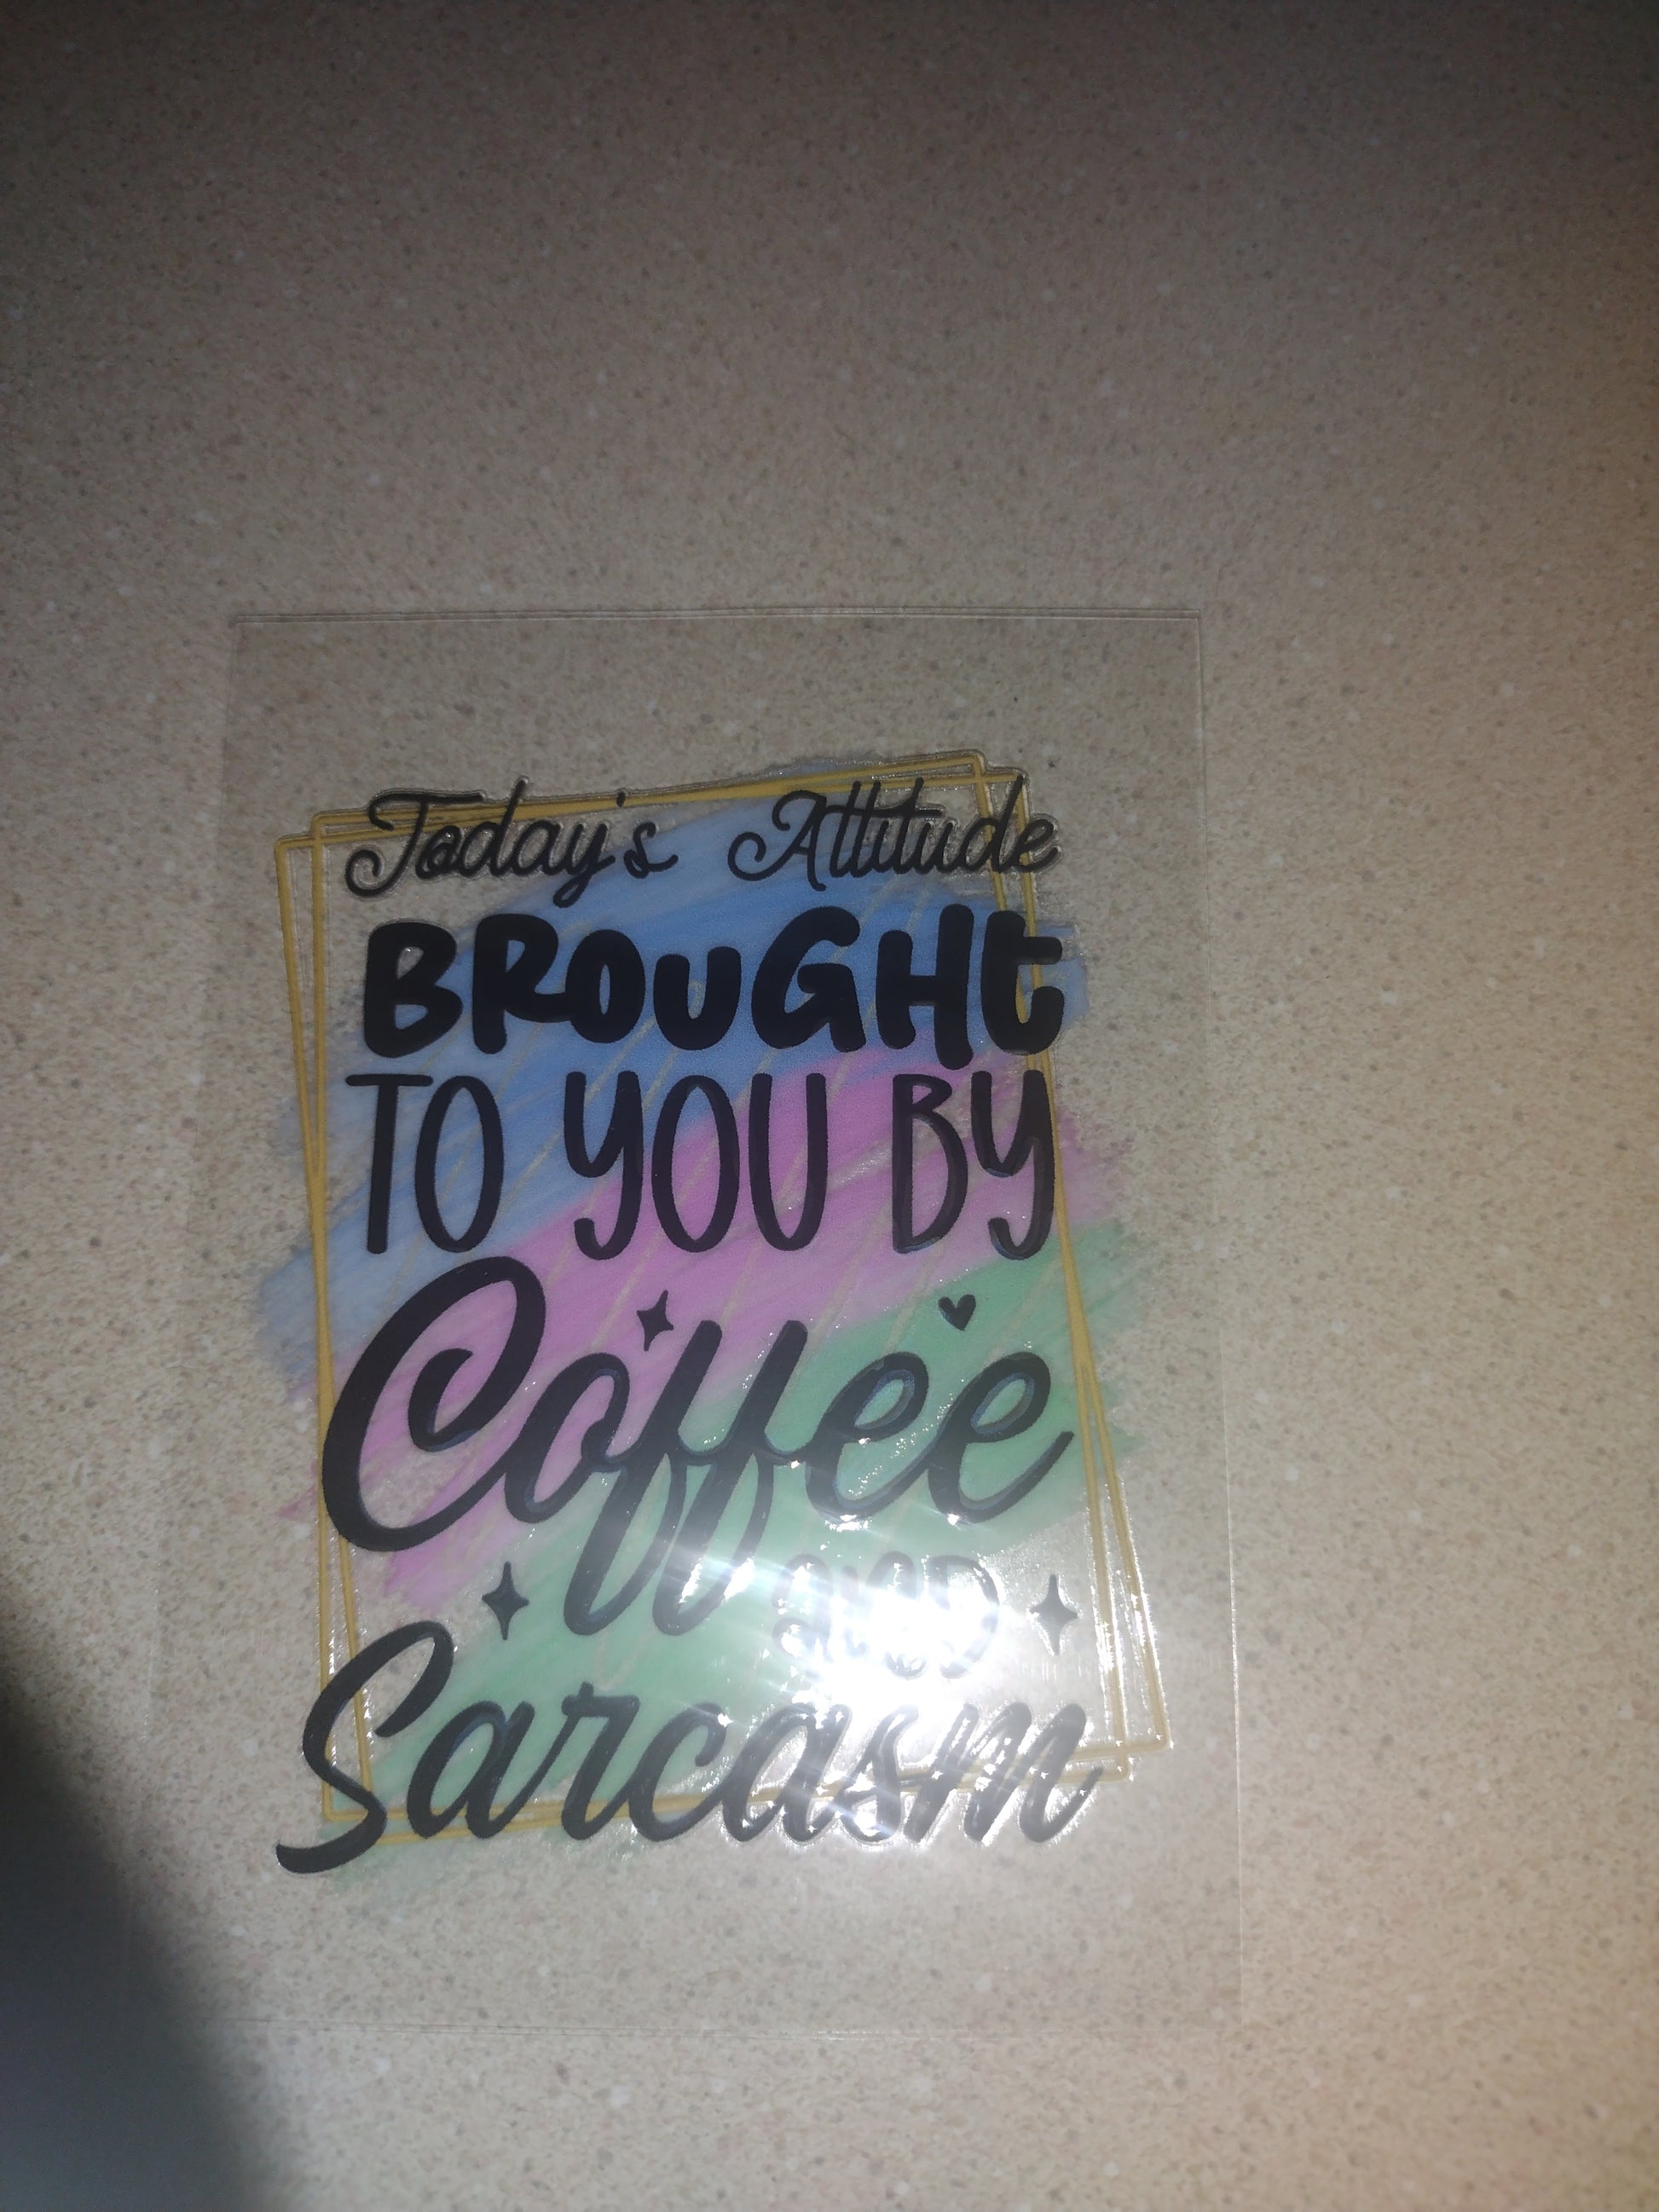 Today's Attitude
BROUGHt
TO YOU BY
Coffee
AND
Sarcasm